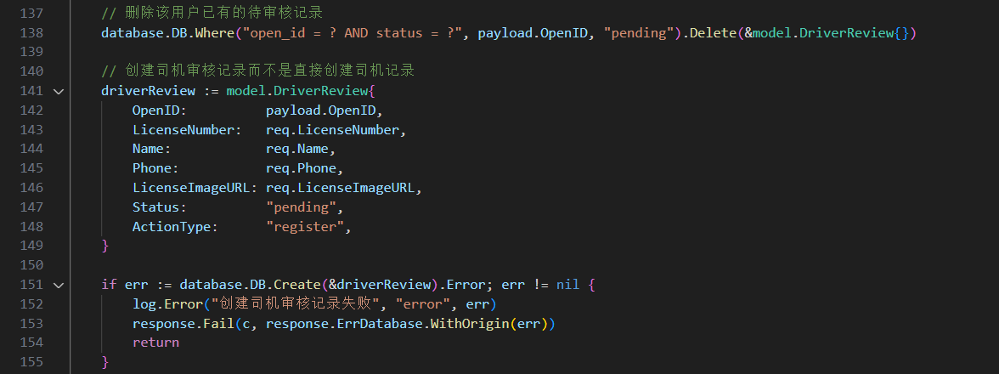 137 // 删除该用户已有的待审核记录
138 database.DB.Where("open_id = ? AND status = ?", payload.OpenID, "pending").Delete(&model.DriverReview{})
139
140 // 创建司机审核记录而不是直接创建司机记录
141 driverReview := model.DriverReview{
142 OpenID: payload.OpenID,
143 LicenseNumber: req.LicenseNumber,
144 Name: req.Name,
145 Phone: req.Phone,
146 LicenseImageURL: req.LicenseImageURL,
147 Status: "pending",
148 ActionType: "register",
149 }
150
151 if err := database.DB.Create(&driverReview).Error; err != nil {
152 log.Error("创建司机审核记录失败", "error", err)
153 response.Fail(c, response.ErrDatabase.WithOrigin(err))
154 return
155 }